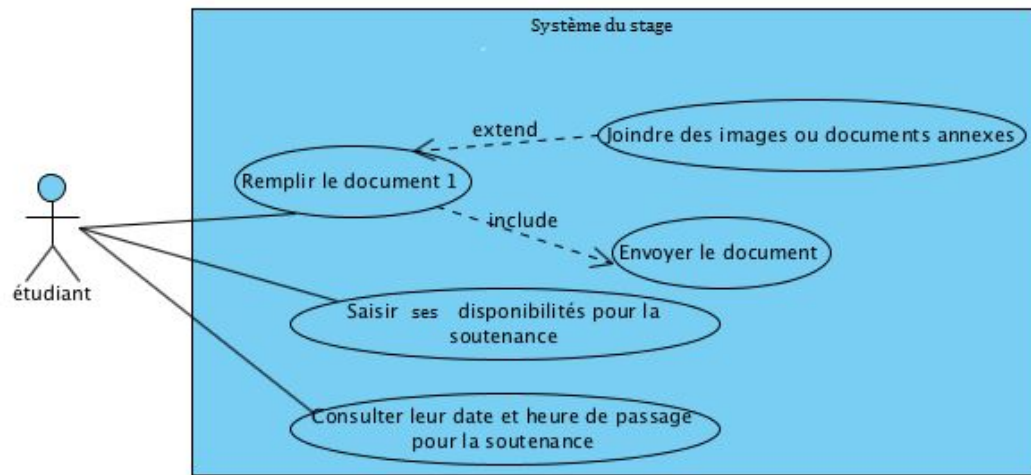 Système du stage
extend
Joindre des images ou documents annexes
Remplir le document 1
include
Envoyer le document
étudiant
Saisir ses disponibilités pour la
soutenance
Consulter leur date et heure de passage
pour la soutenance